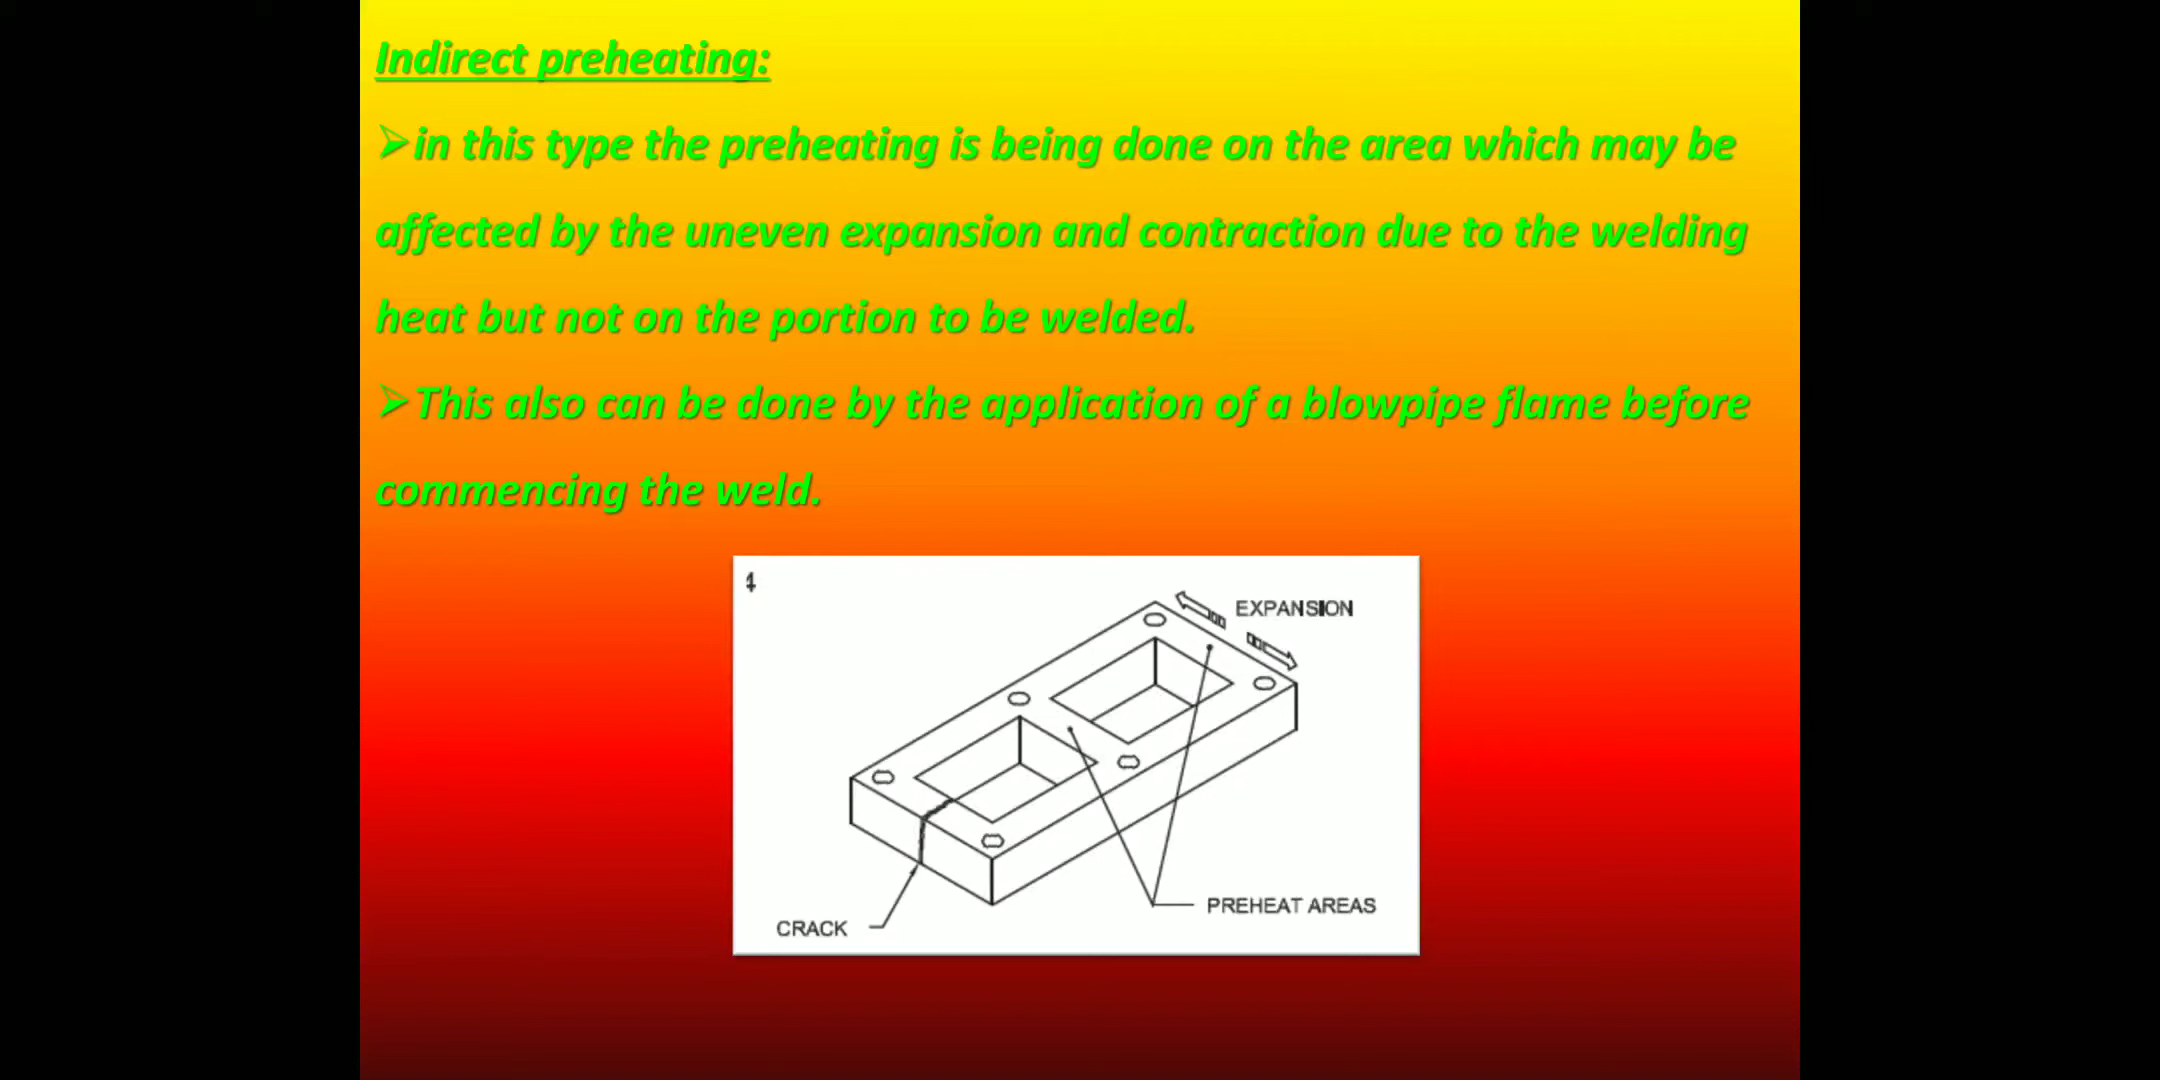 Indirect preheating:
➢in this type the preheating is being done on the area which may be
affected by the uneven expansion and contraction due to the welding
heat but not on the portion to be welded.
➢This also can be done by the application of a blowpipe flame before
commencing the weld.
4
EXPANSION
PREHEAT AREAS
CRACK